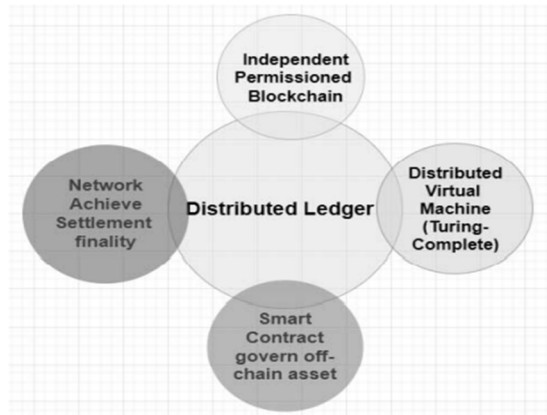 Independent
Permissioned
Blockchain
Network
Achieve
Settlement
finality
Distributed Ledger
Distributed
Virtual
Machine
(Turing-
Complete)
Smart
Contract
govern off-
chain asset